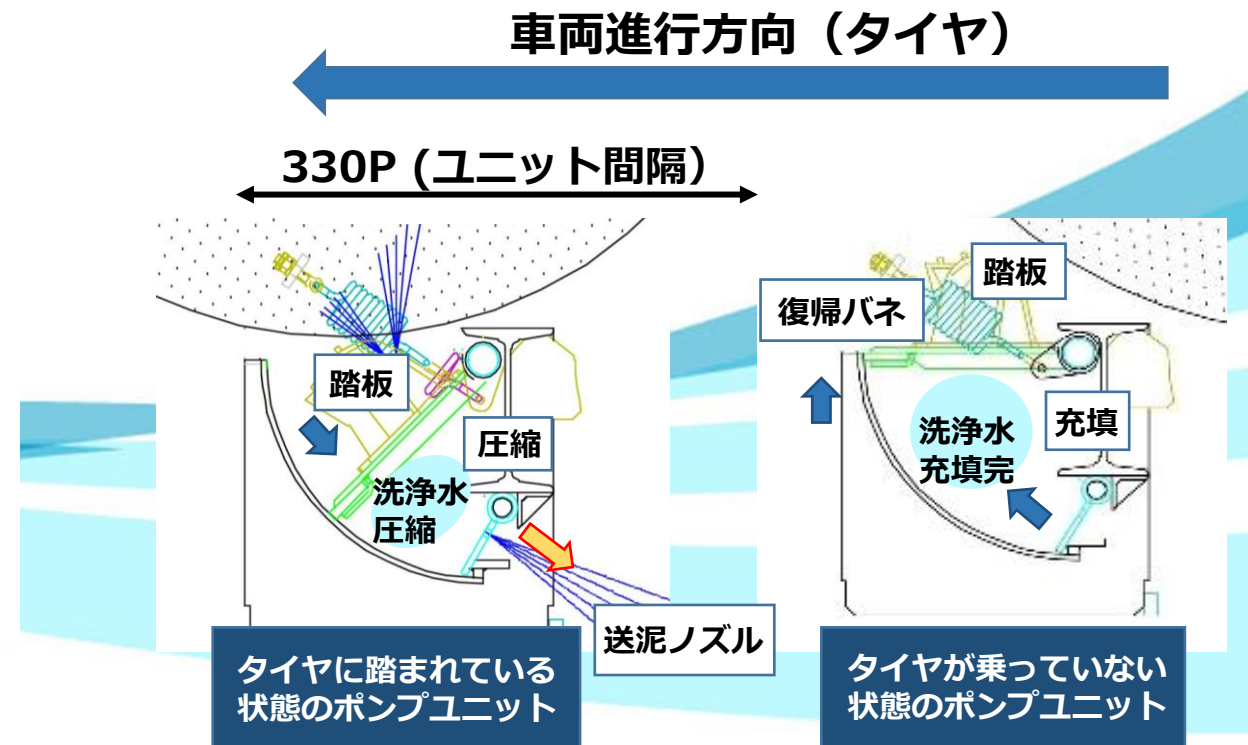 車両進行方向（タイヤ）
330P (ユニット間隔）
踏板
圧縮
洗浄水
圧縮
送泥ノズル
タイヤに踏まれている
状態のポンプユニット
踏板
復帰バネ
充填
洗浄水
充填完
タイヤが乗っていない
状態のポンプユニット